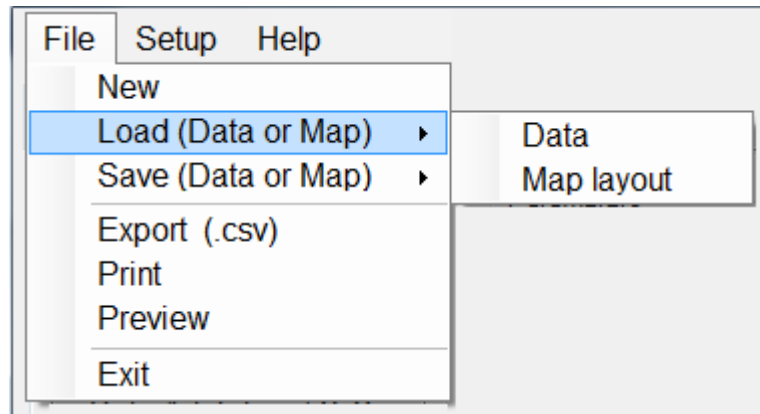 File Setup Help
New
Load (Data or Map)
Data
Save (Data or Map)
Map layout
Export (.csv)
Print
Preview
Exit